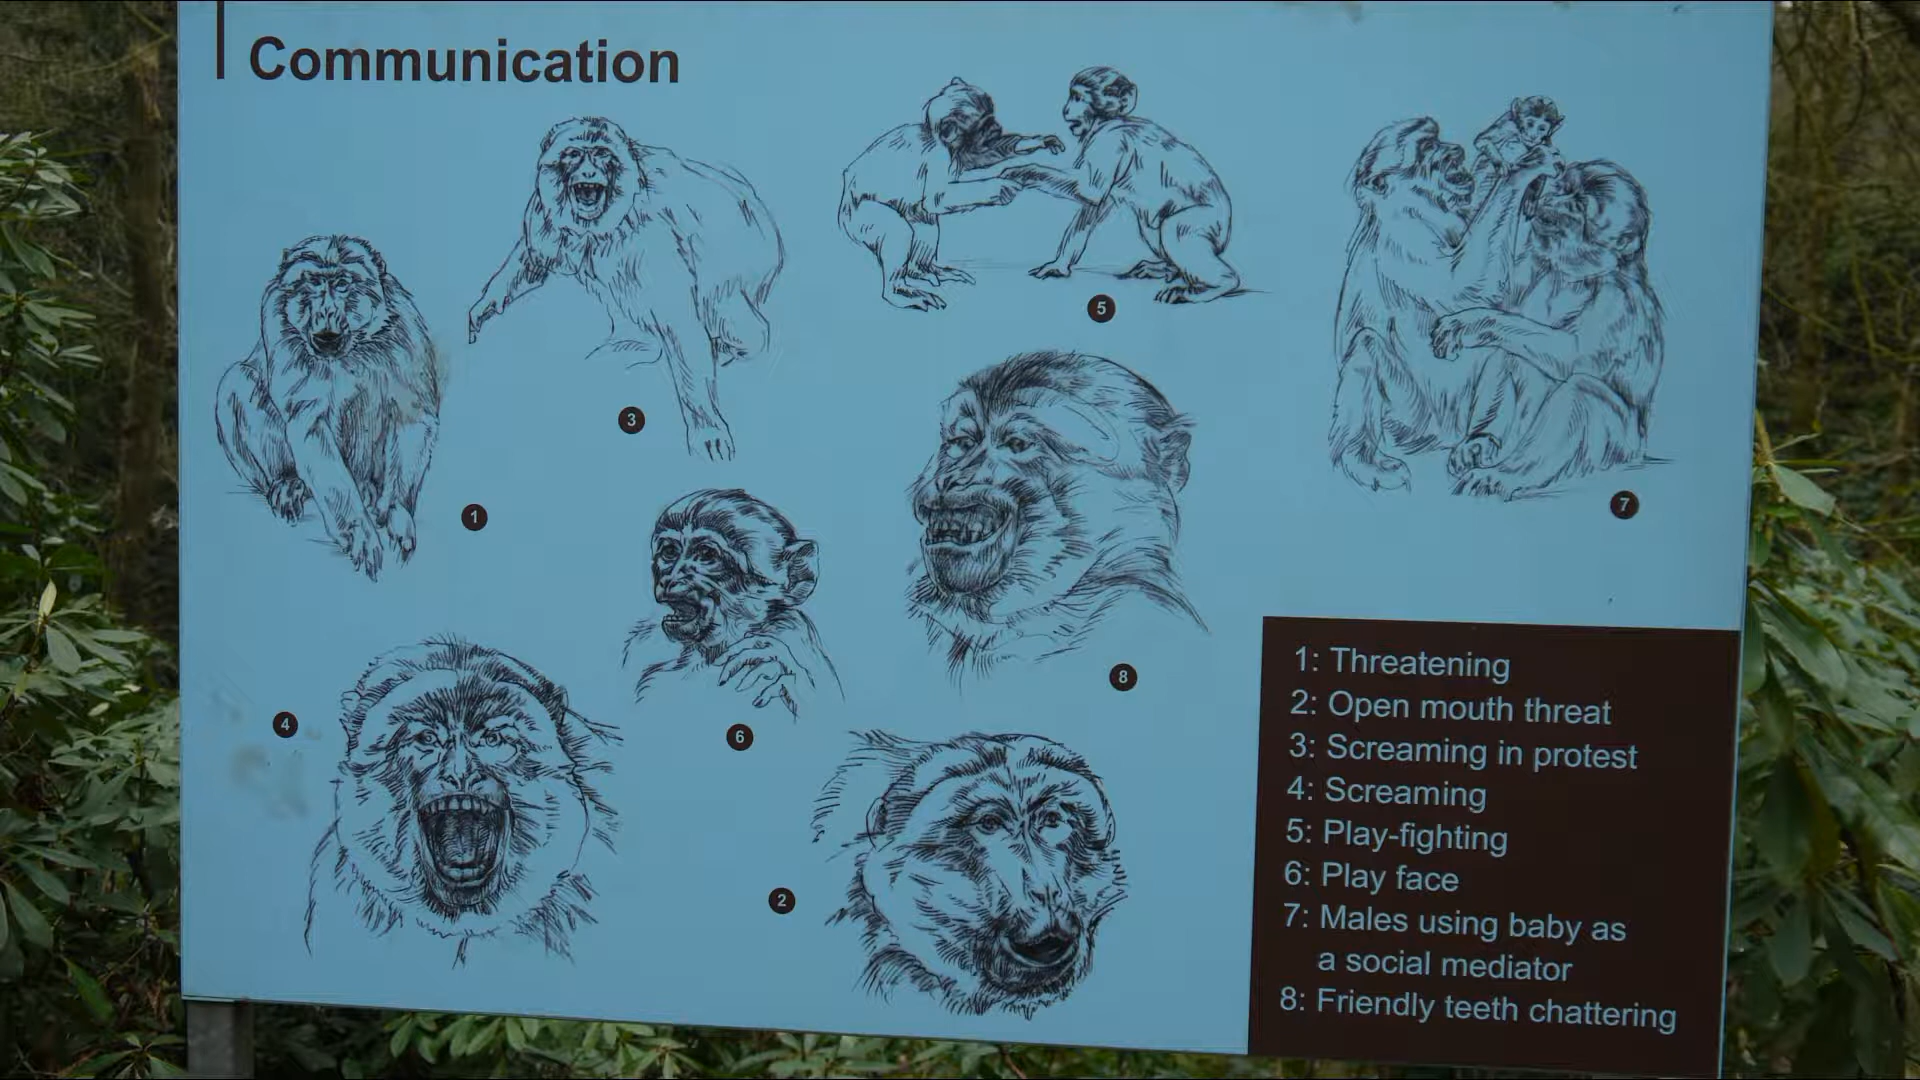 Communication
5
3
7
1
8
4
6
2
1: Threatening
2: Open mouth threat
3: Screaming in protest
4: Screaming
5: Play-fighting
6: Play face
7: Males using baby as
a social mediator
8: Friendly teeth chattering